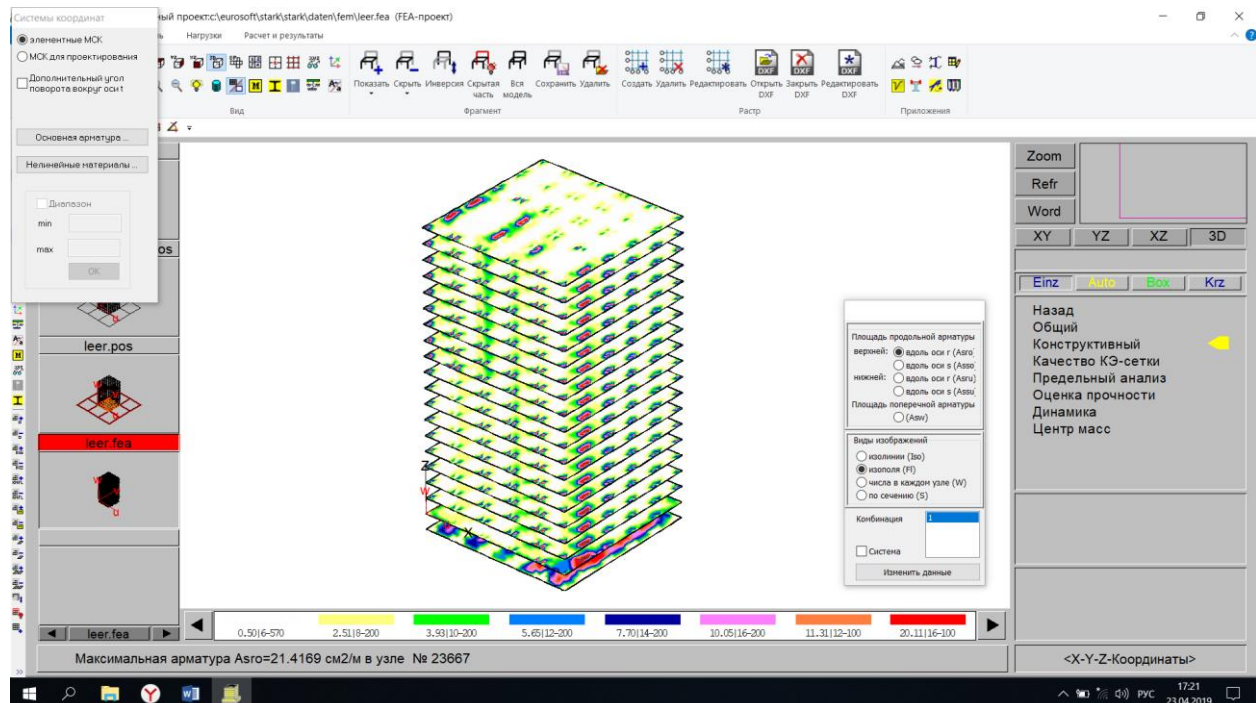 Системы координат
ный проект:c:\eurosoft\stark\stark\daten\fem\leer.fea (FEA-проект)
элементные МСК
МСК для проектирования
Дополнительный угол
поворота вокруг оси t
Основная арматура ...
Нелинейные материалы ...
Диапазон
min
max
OK
Нагрузки Расчет и результаты
Показать Скрыть Инверсия Скрытая часть Вся модель Сохранить Удалить
Создать Удалить Редактировать Открыть DXF Закрыть DXF Редактировать DXF
Вид
Фрагмент
Растр
Приложения
os
leer.pos
leer.fea
leer.fea
Z
W
X
Площадь продольной арматуры
верхней: вдоль оси r (Asro)
вдоль оси s (Asso)
нижней: вдоль оси r (Asru)
вдоль оси s (Assu)
Площадь поперечной арматуры
(Asw)
Виды изображений
изолинии (Iso)
изополя (Fl)
числа в каждом узле (W)
по сечению (S)
Комбинация
1
Система
Изменить данные
Zoom
Refr
Word
XY YZ XZ 3D
Einz Auto Box Krz
Назад
Общий
Конструктивный
Качество КЭ-сетки
Предельный анализ
Оценка прочности
Динамика
Центр масс
0.50|6-570 2.51|8-200 3.93|10-200 5.65|12-200 7.70|14-200 10.05|16-200 11.31|12-100 20.11|16-100
Максимальная арматура Asro=21.4169 см2/м в узле № 23667
<X-Y-Z-Координаты>
РУС
17:21
23.04.2019